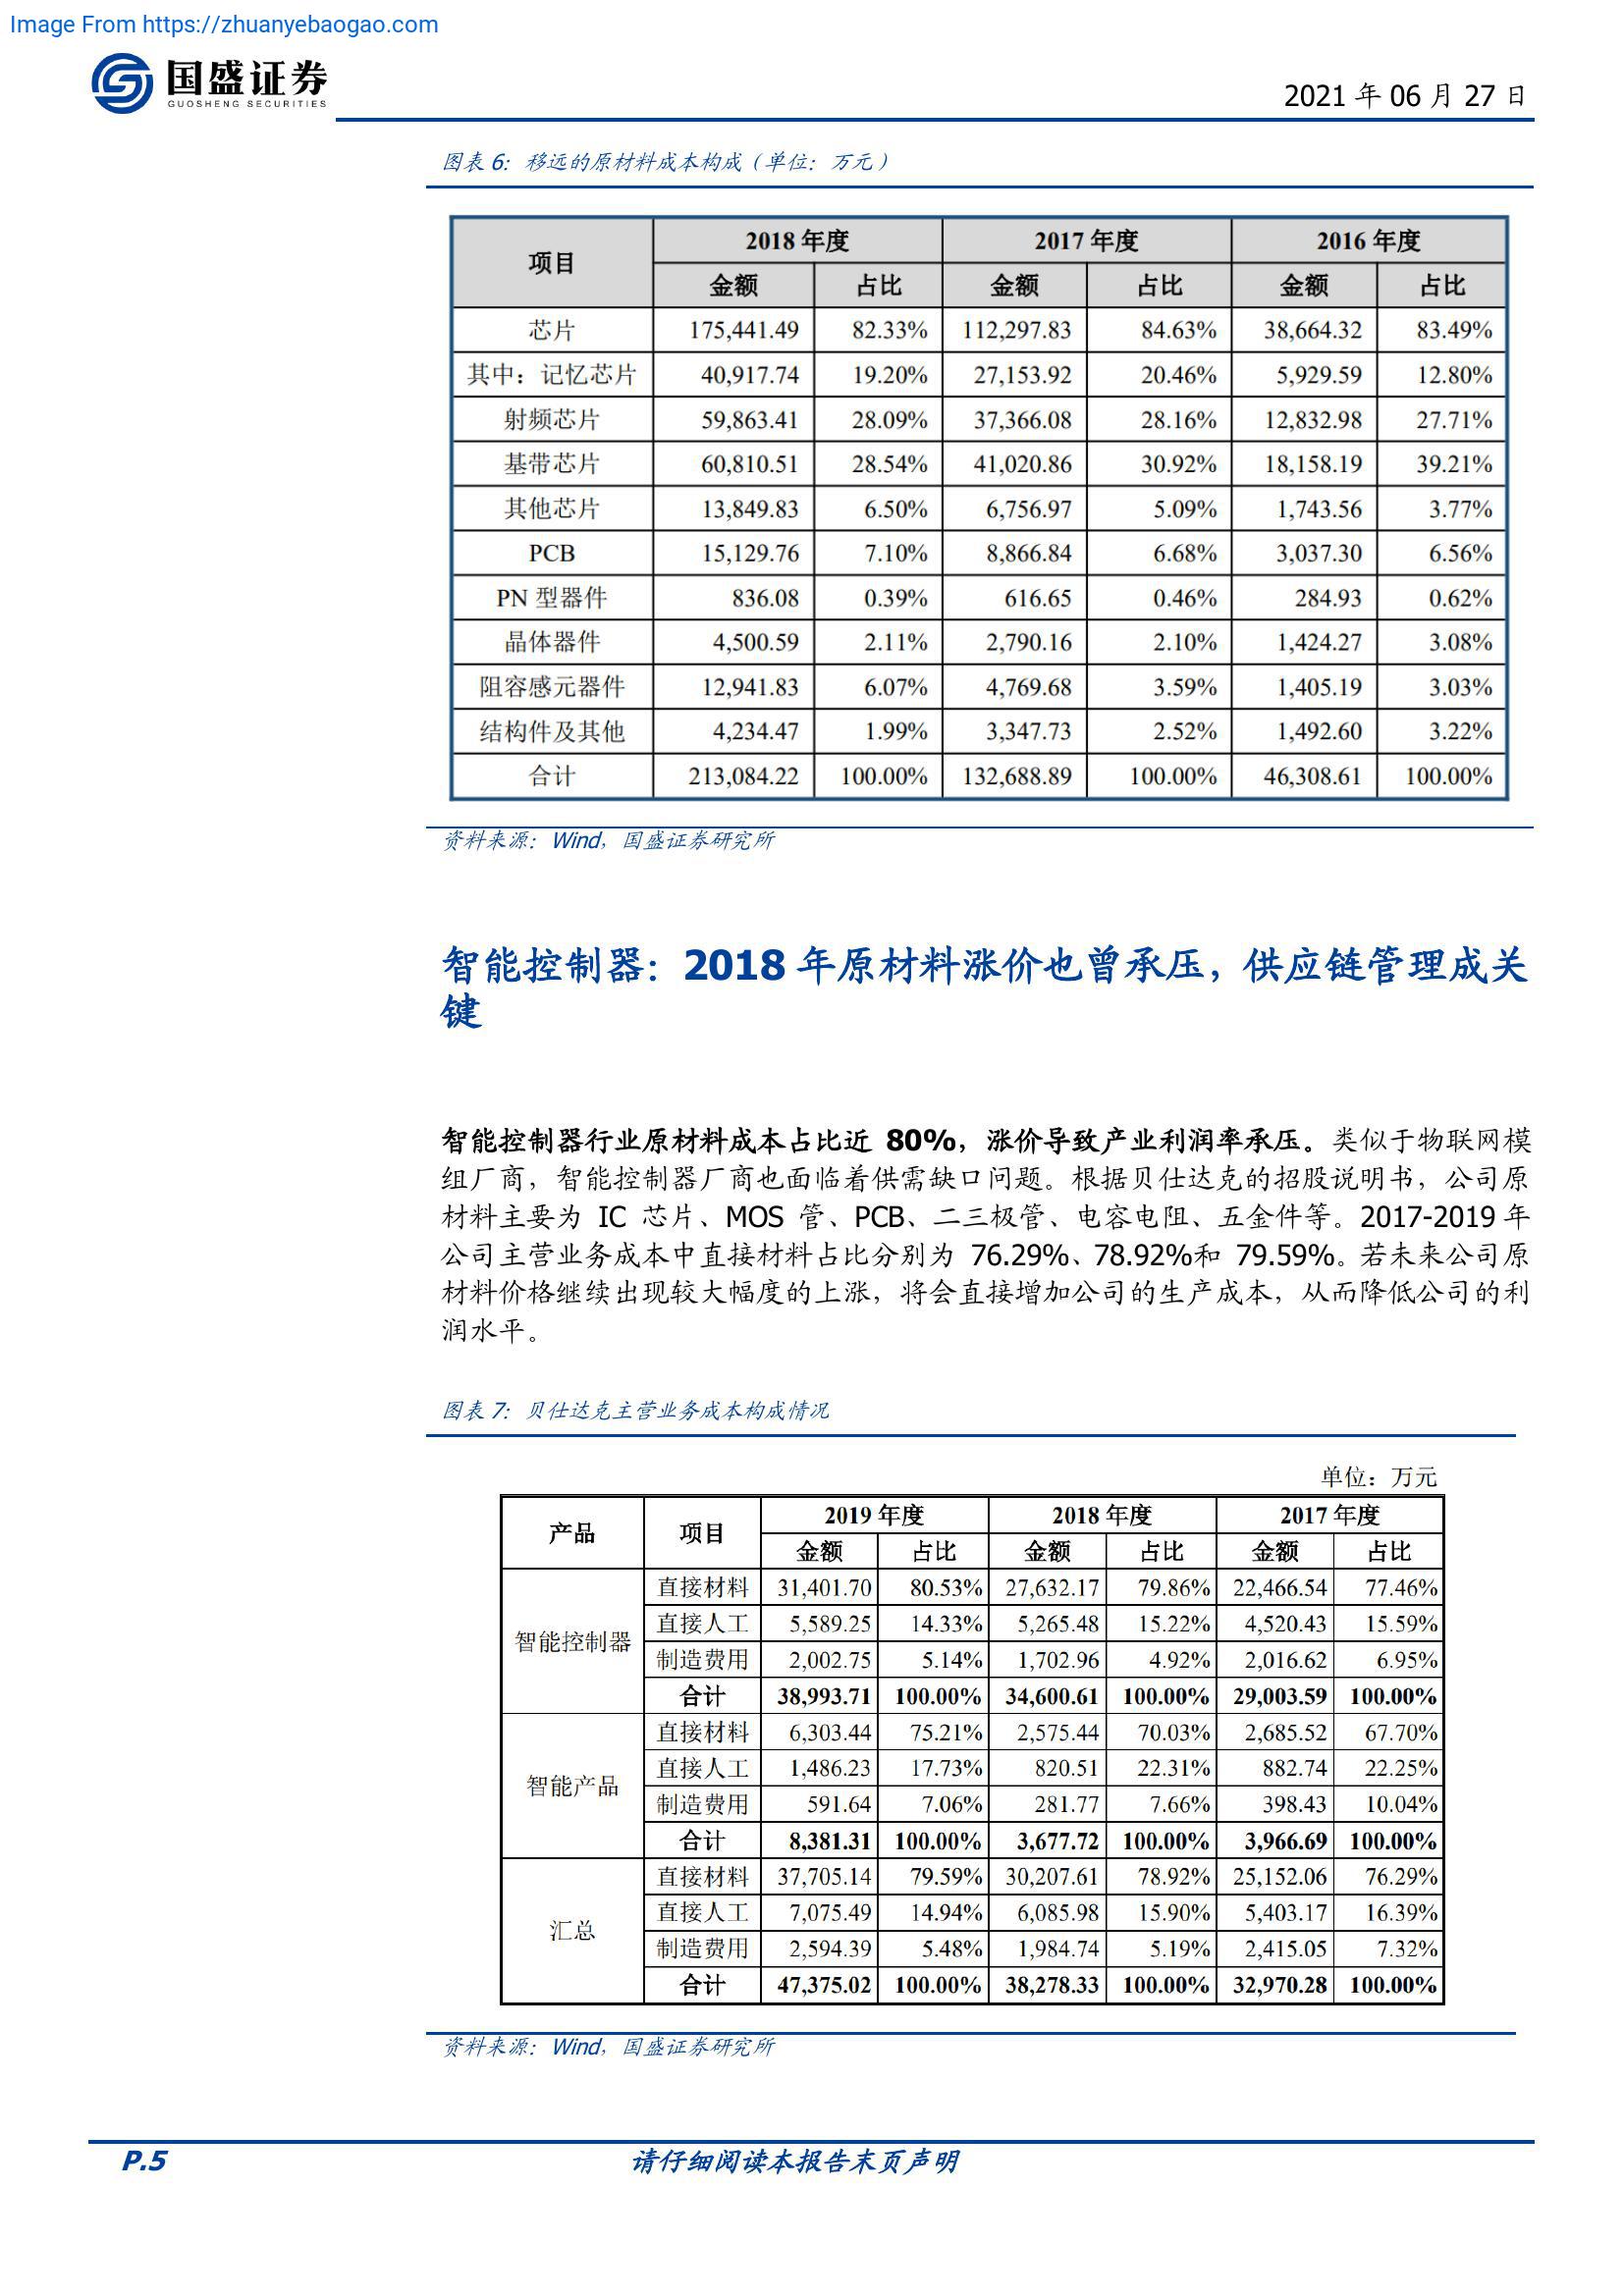 Image From https://zhuanyebaogao.com
国盛证券
GUOSHENG SECURITIES
2021 年 06 月 27 日
图表 6：移远的原材料成本构成（单位：万元）
项目 2018 年度 2017 年度 2016 年度
金额 占比 金额 占比 金额 占比
芯片 175,441.49 82.33% 112,297.83 84.63% 38,664.32 83.49%
其中：记忆芯片 40,917.74 19.20% 27,153.92 20.46% 5,929.59 12.80%
射频芯片 59,863.41 28.09% 37,366.08 28.16% 12,832.98 27.71%
基带芯片 60,810.51 28.54% 41,020.86 30.92% 18,158.19 39.21%
其他芯片 13,849.83 6.50% 6,756.97 5.09% 1,743.56 3.77%
PCB 15,129.76 7.10% 8,866.84 6.68% 3,037.30 6.56%
PN 型器件 836.08 0.39% 616.65 0.46% 284.93 0.62%
晶体器件 4,500.59 2.11% 2,790.16 2.10% 1,424.27 3.08%
阻容感元器件 12,941.83 6.07% 4,769.68 3.59% 1,405.19 3.03%
结构件及其他 4,234.47 1.99% 3,347.73 2.52% 1,492.60 3.22%
合计 213,084.22 100.00% 132,688.89 100.00% 46,308.61 100.00%
资料来源：Wind，国盛证券研究所
智能控制器：2018 年原材料涨价也曾承压，供应链管理成关
键
智能控制器行业原材料成本占比近 80%，涨价导致产业利润率承压。类似于物联网模
组厂商，智能控制器厂商也面临着供需缺口问题。根据贝仕达克的招股说明书，公司原
材料主要为 IC 芯片、MOS 管、PCB、二三极管、电容电阻、五金件等。2017-2019 年
公司主营业务成本中直接材料占比分别为 76.29%、78.92%和 79.59%。若未来公司原
材料价格继续出现较大幅度的上涨，将会直接增加公司的生产成本，从而降低公司的利
润水平。
图表 7：贝仕达克主营业务成本构成情况
单位：万元
产品 项目 2019 年度 2018 年度 2017 年度
金额 占比 金额 占比 金额 占比
智能控制器 直接材料 31,401.70 80.53% 27,632.17 79.86% 22,466.54 77.46%
直接人工 5,589.25 14.33% 5,265.48 15.22% 4,520.43 15.59%
制造费用 2,002.75 5.14% 1,702.96 4.92% 2,016.62 6.95%
合计 38,993.71 100.00% 34,600.61 100.00% 29,003.59 100.00%
智能产品 直接材料 6,303.44 75.21% 2,575.44 70.03% 2,685.52 67.70%
直接人工 1,486.23 17.73% 820.51 22.31% 882.74 22.25%
制造费用 591.64 7.06% 281.77 7.66% 398.43 10.04%
合计 8,381.31 100.00% 3,677.72 100.00% 3,966.69 100.00%
汇总 直接材料 37,705.14 79.59% 30,207.61 78.92% 25,152.06 76.29%
直接人工 7,075.49 14.94% 6,085.98 15.90% 5,403.17 16.39%
制造费用 2,594.39 5.48% 1,984.74 5.19% 2,415.05 7.32%
合计 47,375.02 100.00% 38,278.33 100.00% 32,970.28 100.00%
资料来源：Wind，国盛证券研究所
P.5 请仔细阅读本报告末页声明